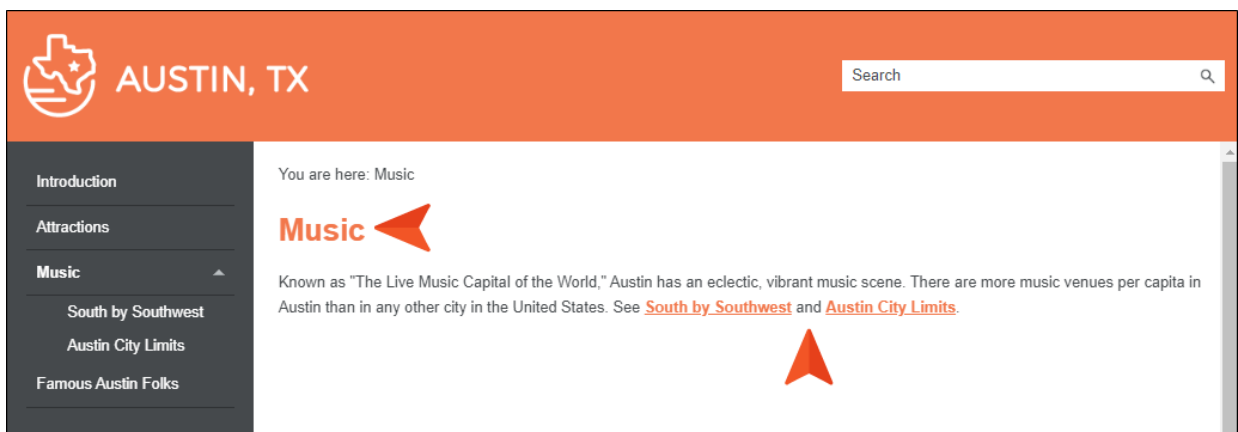 AUSTIN, TX
Search
Introduction
Attractions
Music
South by Southwest
Austin City Limits
Famous Austin Folks
You are here: Music
Music
Known as "The Live Music Capital of the World," Austin has an eclectic, vibrant music scene. There are more music venues per capita in
Austin than in any other city in the United States. See South by Southwest and Austin City Limits.